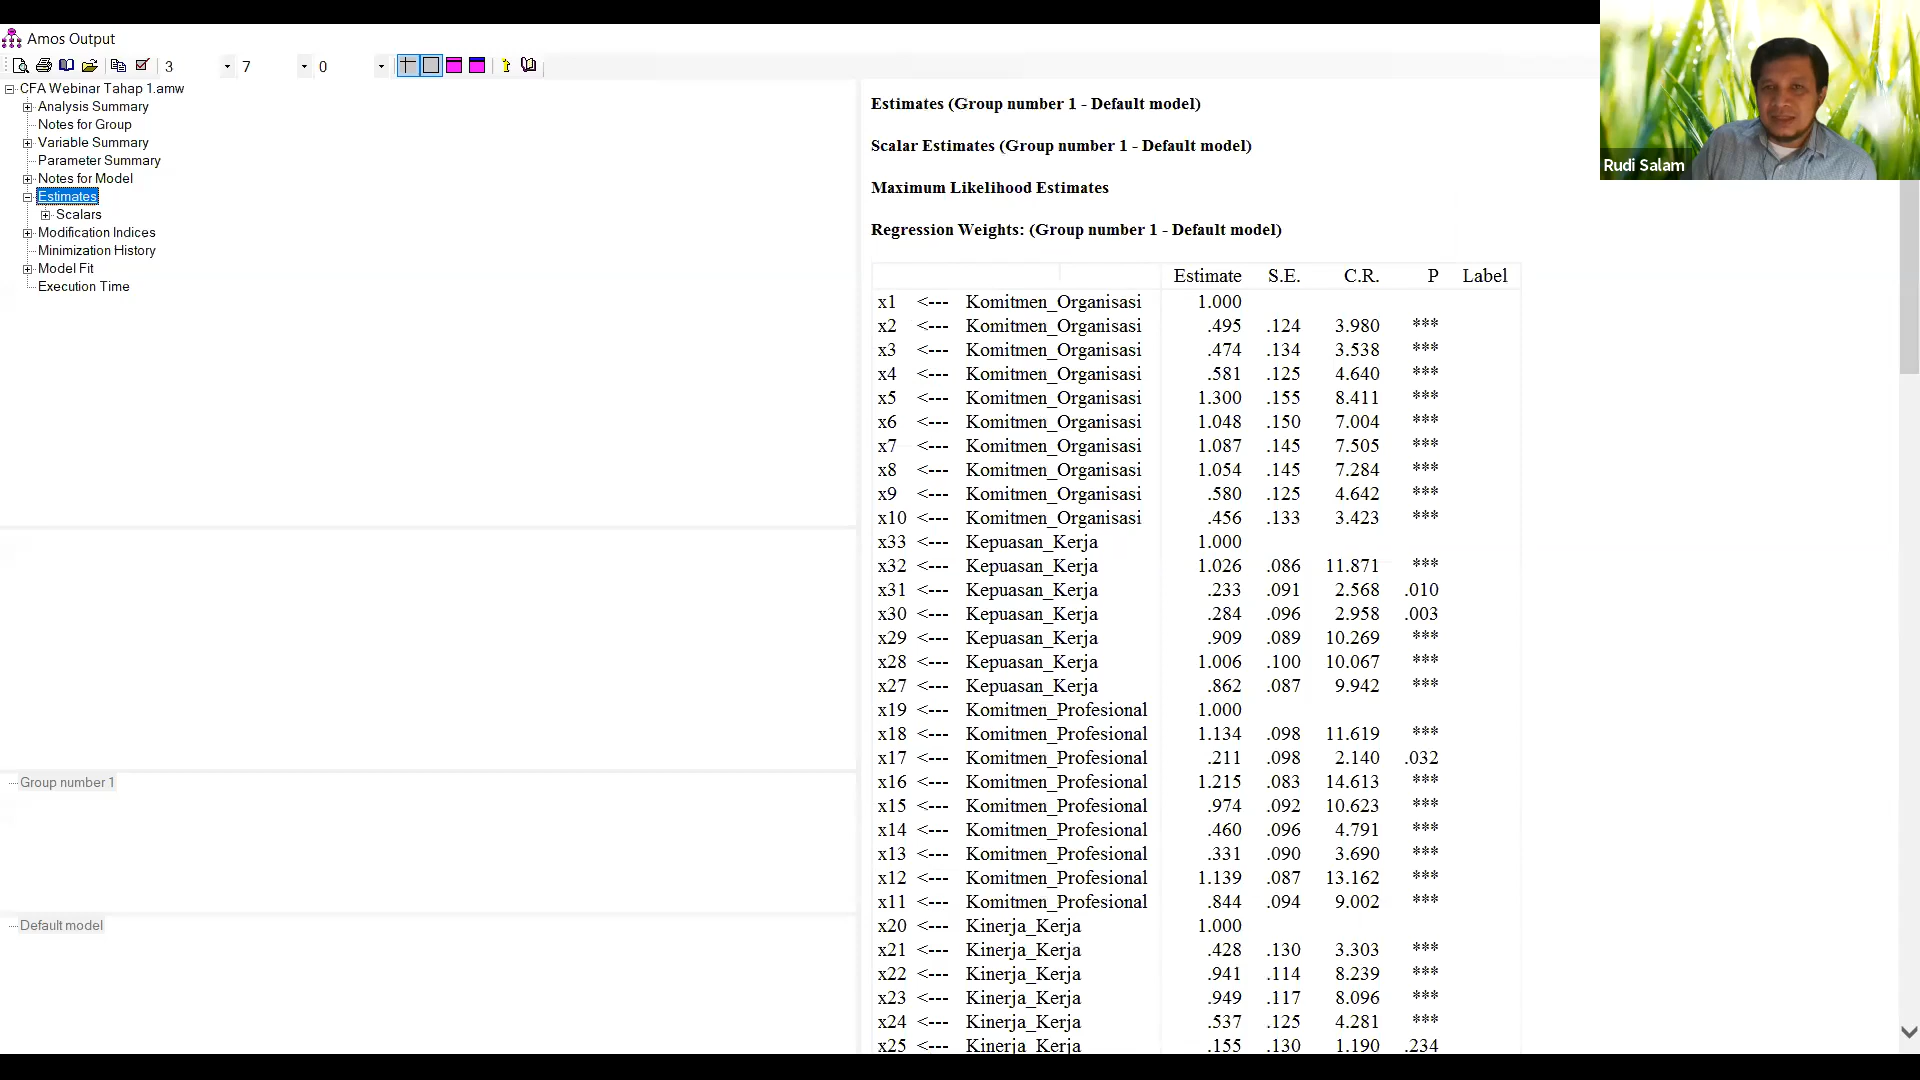 Amos Output
3 7 0
CFA Webinar Tahap 1.amw
Analysis Summary
Notes for Group
Variable Summary
Parameter Summary
Notes for Model
Estimates
Scalars
Modification Indices
Minimization History
Model Fit
Execution Time
Group number 1
Default model
Estimates (Group number 1 - Default model)
Scalar Estimates (Group number 1 - Default model)
Maximum Likelihood Estimates
Regression Weights: (Group number 1 - Default model)
Estimate S.E. C.R. P Label
x1 <--- Komitmen_Organisasi 1.000
x2 <--- Komitmen_Organisasi .495 .124 3.980 ***
x3 <--- Komitmen_Organisasi .474 .134 3.538 ***
x4 <--- Komitmen_Organisasi .581 .125 4.640 ***
x5 <--- Komitmen_Organisasi 1.300 .155 8.411 ***
x6 <--- Komitmen_Organisasi 1.048 .150 7.004 ***
x7 <--- Komitmen_Organisasi 1.087 .145 7.505 ***
x8 <--- Komitmen_Organisasi 1.054 .145 7.284 ***
x9 <--- Komitmen_Organisasi .580 .125 4.642 ***
x10 <--- Komitmen_Organisasi .456 .133 3.423 ***
x33 <--- Kepuasan_Kerja 1.000
x32 <--- Kepuasan_Kerja 1.026 .086 11.871 ***
x31 <--- Kepuasan_Kerja .233 .091 2.568 .010
x30 <--- Kepuasan_Kerja .284 .096 2.958 .003
x29 <--- Kepuasan_Kerja .909 .089 10.269 ***
x28 <--- Kepuasan_Kerja 1.006 .100 10.067 ***
x27 <--- Kepuasan_Kerja .862 .087 9.942 ***
x19 <--- Komitmen_Profesional 1.000
x18 <--- Komitmen_Profesional 1.134 .098 11.619 ***
x17 <--- Komitmen_Profesional .211 .098 2.140 .032
x16 <--- Komitmen_Profesional 1.215 .083 14.613 ***
x15 <--- Komitmen_Profesional .974 .092 10.623 ***
x14 <--- Komitmen_Profesional .460 .096 4.791 ***
x13 <--- Komitmen_Profesional .331 .090 3.690 ***
x12 <--- Komitmen_Profesional 1.139 .087 13.162 ***
x11 <--- Komitmen_Profesional .844 .094 9.002 ***
x20 <--- Kinerja_Kerja 1.000
x21 <--- Kinerja_Kerja .428 .130 3.303 ***
x22 <--- Kinerja_Kerja .941 .114 8.239 ***
x23 <--- Kinerja_Kerja .949 .117 8.096 ***
x24 <--- Kinerja_Kerja .537 .125 4.281 ***
x25 <--- Kinerja_Kerja .155 .130 1.190 .234
Rudi Salam